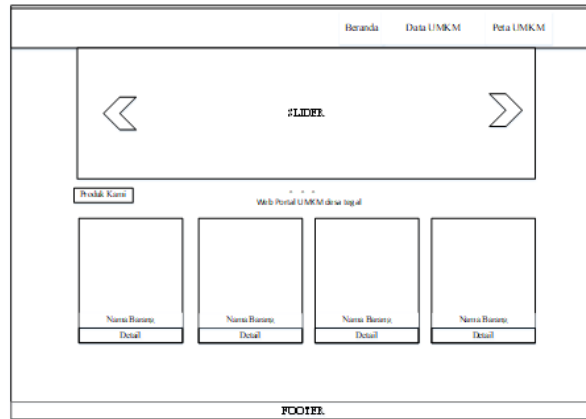 Beranda Data UMKM Peta UMKM
SLIDER
Produk Kami
Web Portal UMKM desa tegal
Nama Barang Nama Barang Nama Barang Nama Barang
Detail Detail Detail Detail
FOOTER